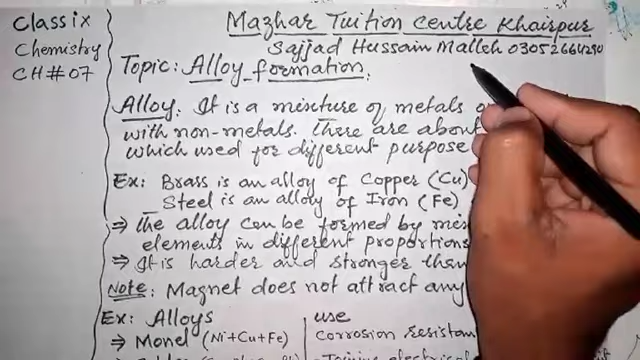 Class ix
Chemistry
CH#07
Mazhar Tuition Centre Khairpur
Sajjad Hussain Malleh 03052664290
Topic: Alloy formation.
Alloy. It is a mixture of metals
with non-metals. There are about
which used for different purpose
Ex: Brass is an alloy of Copper (Cu)
Steel is an alloy of Iron (Fe)
⇒ The alloy can be formed by
elements in different proportions
⇒ It is harder and stronger than
Note: Magnet does not attract any
Ex: Alloys
use
⇒ Monel (Ni+Cu+Fe)
Corrosion resistan
Joining electrical